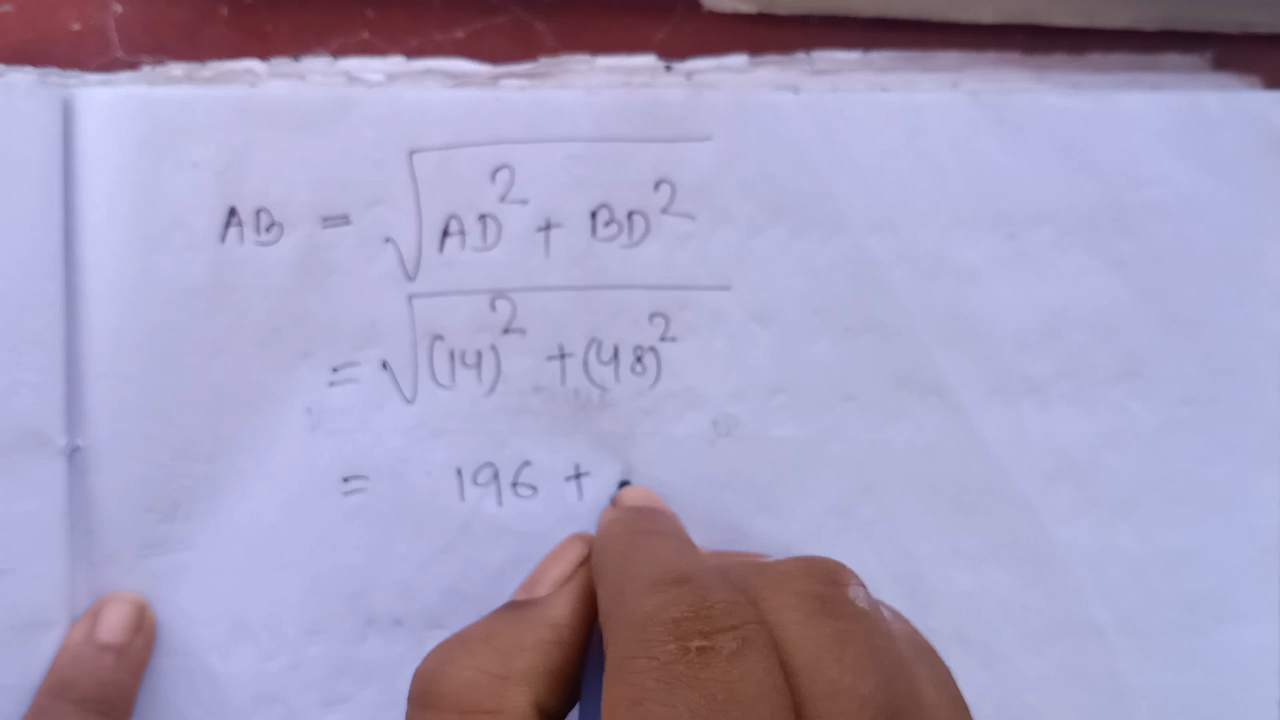 AB = √AD² + BD²
= √(14)² + (48)²
= 196 +